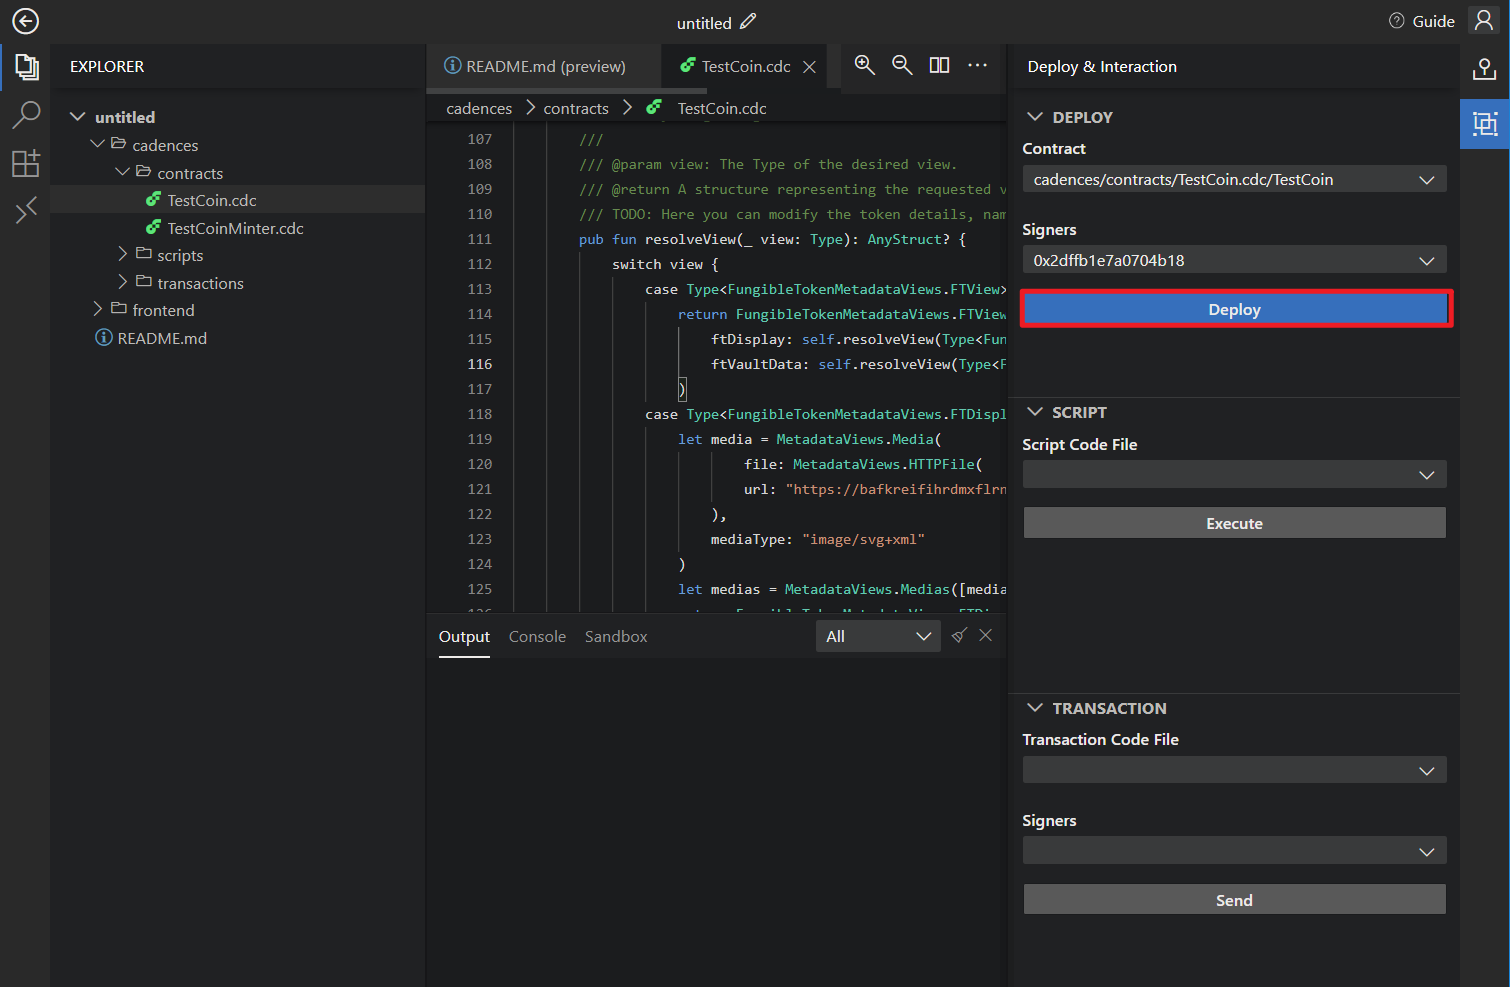 untitled
Guide
EXPLORER
untitled
cadences
contracts
TestCoin.cdc
TestCoinMinter.cdc
scripts
transactions
frontend
README.md
README.md (preview)
TestCoin.cdc
cadences
contracts
TestCoin.cdc
107 ///
108 /// @param view: The Type of the desired view.
109 /// @return A structure representing the requested v
110 /// TODO: Here you can modify the token details, nam
111 pub fun resolveView(_ view: Type): AnyStruct? {
112 switch view {
113 case Type<FungibleTokenMetadataViews.FTView>
114 return FungibleTokenMetadataViews.FTView
115 ftDisplay: self.resolveView(Type<Fun
116 ftVaultData: self.resolveView(Type<F
117 )
118 case Type<FungibleTokenMetadataViews.FTDispl
119 let media = MetadataViews.Media(
120 file: MetadataViews.HTTPFile(
121 url: "https://bafkreifihrdmxflrn
122 ),
123 mediaType: "image/svg+xml"
124 )
125 let medias = MetadataViews.Medias([media
Output Console Sandbox
All
Deploy & Interaction
DEPLOY
Contract
cadences/contracts/TestCoin.cdc/TestCoin
Signers
0x2dffb1e7a0704b18
Deploy
SCRIPT
Script Code File
Execute
TRANSACTION
Transaction Code File
Signers
Send